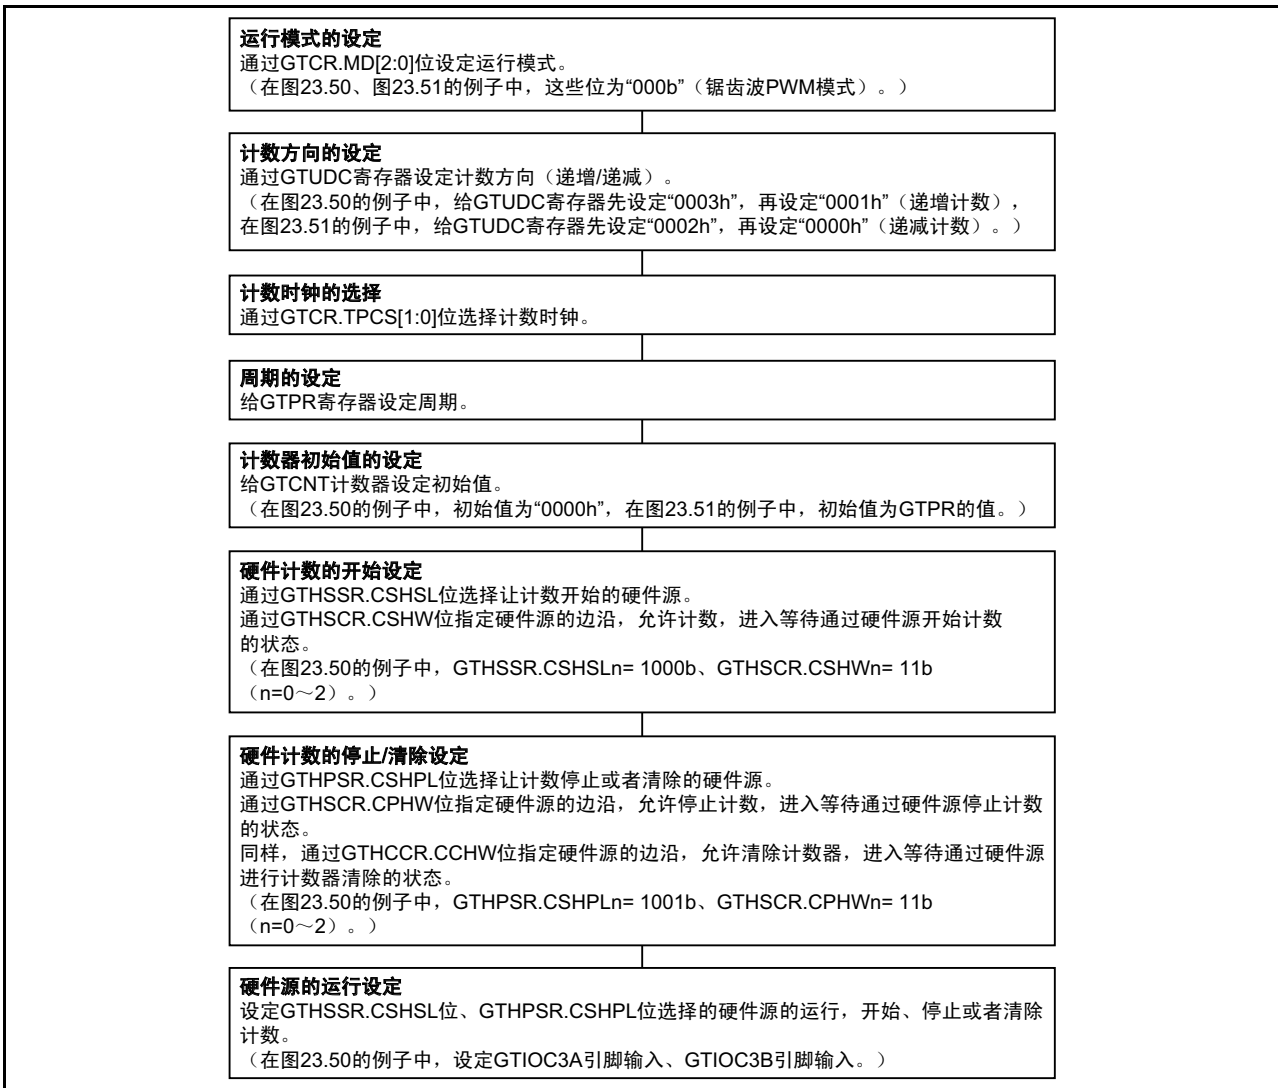 运行模式的设定
通过GTCR.MD[2:0]位设定运行模式。
（在图23.50、图23.51的例子中，这些位为“000b”（锯齿波PWM模式）。）
计数方向的设定
通过GTUDC寄存器设定计数方向（递增/递减）。
（在图23.50的例子中，给GTUDC寄存器先设定“0003h”，再设定“0001h”（递增计数），
在图23.51的例子中，给GTUDC寄存器先设定“0002h”，再设定“0000h”（递减计数）。）
计数时钟的选择
通过GTCR.TPCS[1:0]位选择计数时钟。
周期的设定
给GTPR寄存器设定周期。
计数器初始值的设定
给GTCNT计数器设定初始值。
（在图23.50的例子中，初始值为“0000h”，在图23.51的例子中，初始值为GTPR的值。）
硬件计数的开始设定
通过GTHSSR.CSHSL位选择让计数开始的硬件源。
通过GTHSCR.CSHW位指定硬件源的边沿，允许计数，进入等待通过硬件源开始计数
的状态。
（在图23.50的例子中，GTHSSR.CSHSLn= 1000b、GTHSCR.CSHWn= 11b
（n=0～2）。）
硬件计数的停止/清除设定
通过GTHPSR.CSHPL位选择让计数停止或者清除的硬件源。
通过GTHSCR.CPHW位指定硬件源的边沿，允许停止计数，进入等待通过硬件源停止计数
的状态。
同样，通过GTHCCR.CCHW位指定硬件源的边沿，允许清除计数器，进入等待通过硬件源
进行计数器清除的状态。
（在图23.50的例子中，GTHPSR.CSHPLn= 1001b、GTHSCR.CPHWn= 11b
（n=0～2）。）
硬件源的运行设定
设定GTHSSR.CSHSL位、GTHPSR.CSHPL位选择的硬件源的运行，开始、停止或者清除
计数。
（在图23.50的例子中，设定GTIOC3A引脚输入、GTIOC3B引脚输入。）